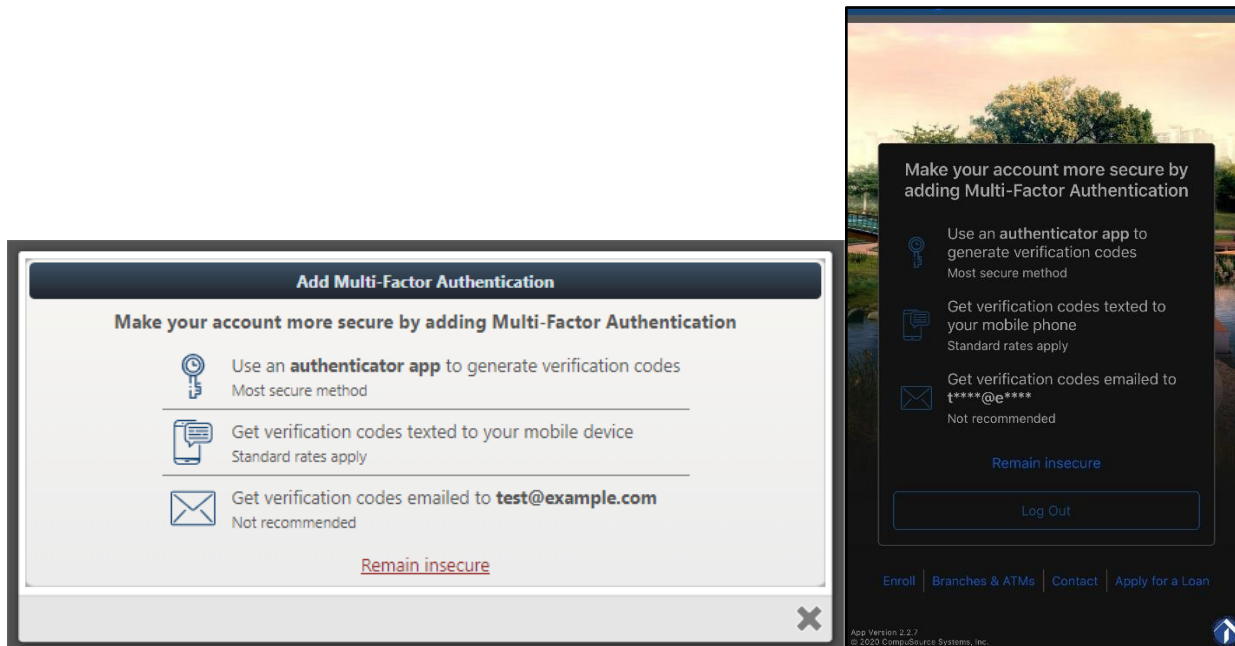 Add Multi-Factor Authentication
Make your account more secure by adding Multi-Factor Authentication
Use an authenticator app to generate verification codes
Most secure method
Get verification codes texted to your mobile device
Standard rates apply
Get verification codes emailed to test@example.com
Not recommended
Remain insecure
Make your account more secure by
adding Multi-Factor Authentication
Use an authenticator app to
generate verification codes
Most secure method
Get verification codes texted to
your mobile phone
Standard rates apply
Get verification codes emailed to
t****@e****
Not recommended
Remain insecure
Log Out
Enroll Branches & ATMs Contact Apply for a Loan
App Version 2.2.7
© 2020 CompuSource Systems, Inc.